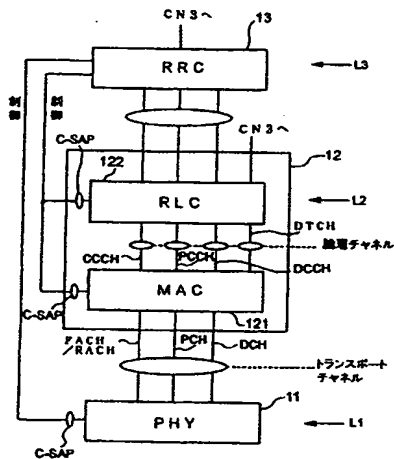 CN3へ
13
RRC
L3
制御
制御
CN3へ
C-SAP
122
12
RLC
L2
DTCH
論理チャネル
CCCH
PCCH
DCCH
MAC
C-SAP
121
FACH
/RACH
PCH
DCH
トランスポート
チャネル
11
PHY
L1
C-SAP